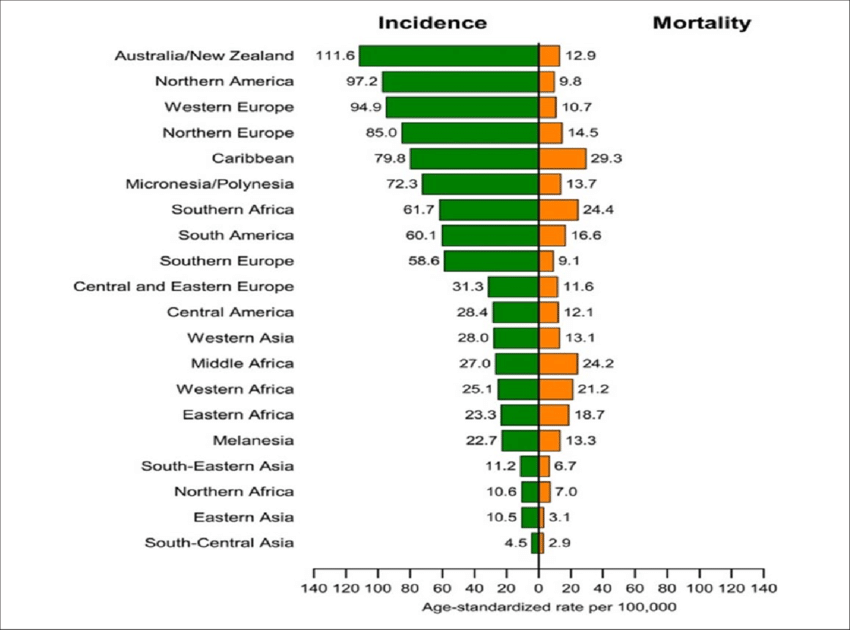 Incidence Mortality
Australia/New Zealand 111.6 12.9
Northern America 97.2 9.8
Western Europe 94.9 10.7
Northern Europe 85.0 14.5
Caribbean 79.8 29.3
Micronesia/Polynesia 72.3 13.7
Southern Africa 61.7 24.4
South America 60.1 16.6
Southern Europe 58.6 9.1
Central and Eastern Europe 31.3 11.6
Central America 28.4 12.1
Western Asia 28.0 13.1
Middle Africa 27.0 24.2
Western Africa 25.1 21.2
Eastern Africa 23.3 18.7
Melanesia 22.7 13.3
South-Eastern Asia 11.2 6.7
Northern Africa 10.6 7.0
Eastern Asia 10.5 3.1
South-Central Asia 4.5 2.9
140 120 100 80 60 40 20 0 20 40 60 80 100 120 140
Age-standardized rate per 100,000